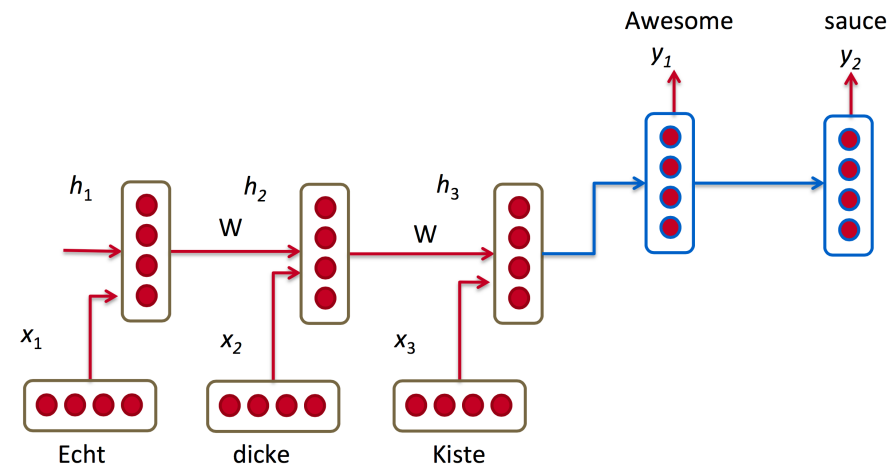 Awesome sauce
y1 y2
h1 h2 h3
W W
x1 x2 x3
Echt dicke Kiste